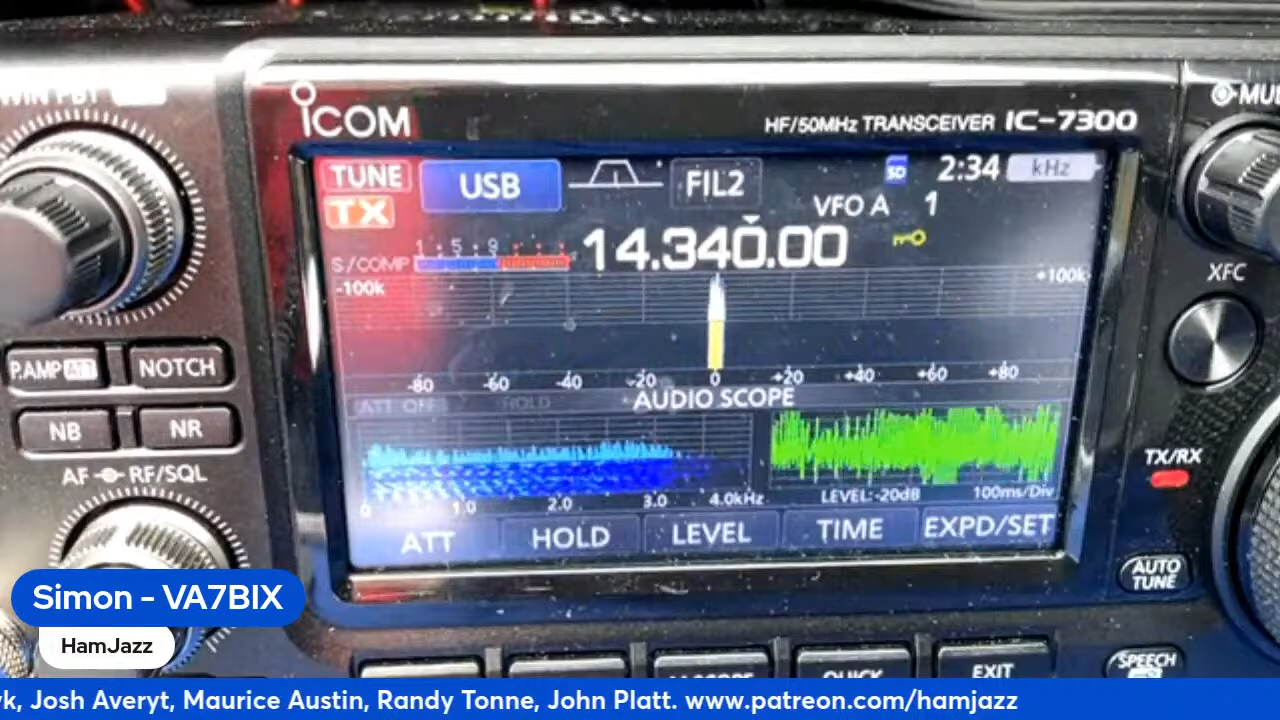 ICOM
HF/50MHz TRANSCEIVER IC-7300
TUNE
USB
FIL2
SD
2:34
kHz
TX
VFO A 1
1 5 9
14.340.00
S/COMP
-100k
+100k
-80 -60 -40 -20 0 +20 +40 +60 +80
ATT OFF
HOLD
AUDIO SCOPE
0 1.0 2.0 3.0 4.0kHz
LEVEL:-20dB
100ms/Div
ATT
HOLD
LEVEL
TIME
EXPD/SET
P.AMP ATT
NOTCH
NB
NR
AF RF/SQL
XFC
TX/RX
AUTO
TUNE
SPEECH
QUICK
EXIT
Simon - VA7BIX
HamJazz
Josh Averyt, Maurice Austin, Randy Tonne, John Platt. www.patreon.com/hamjazz